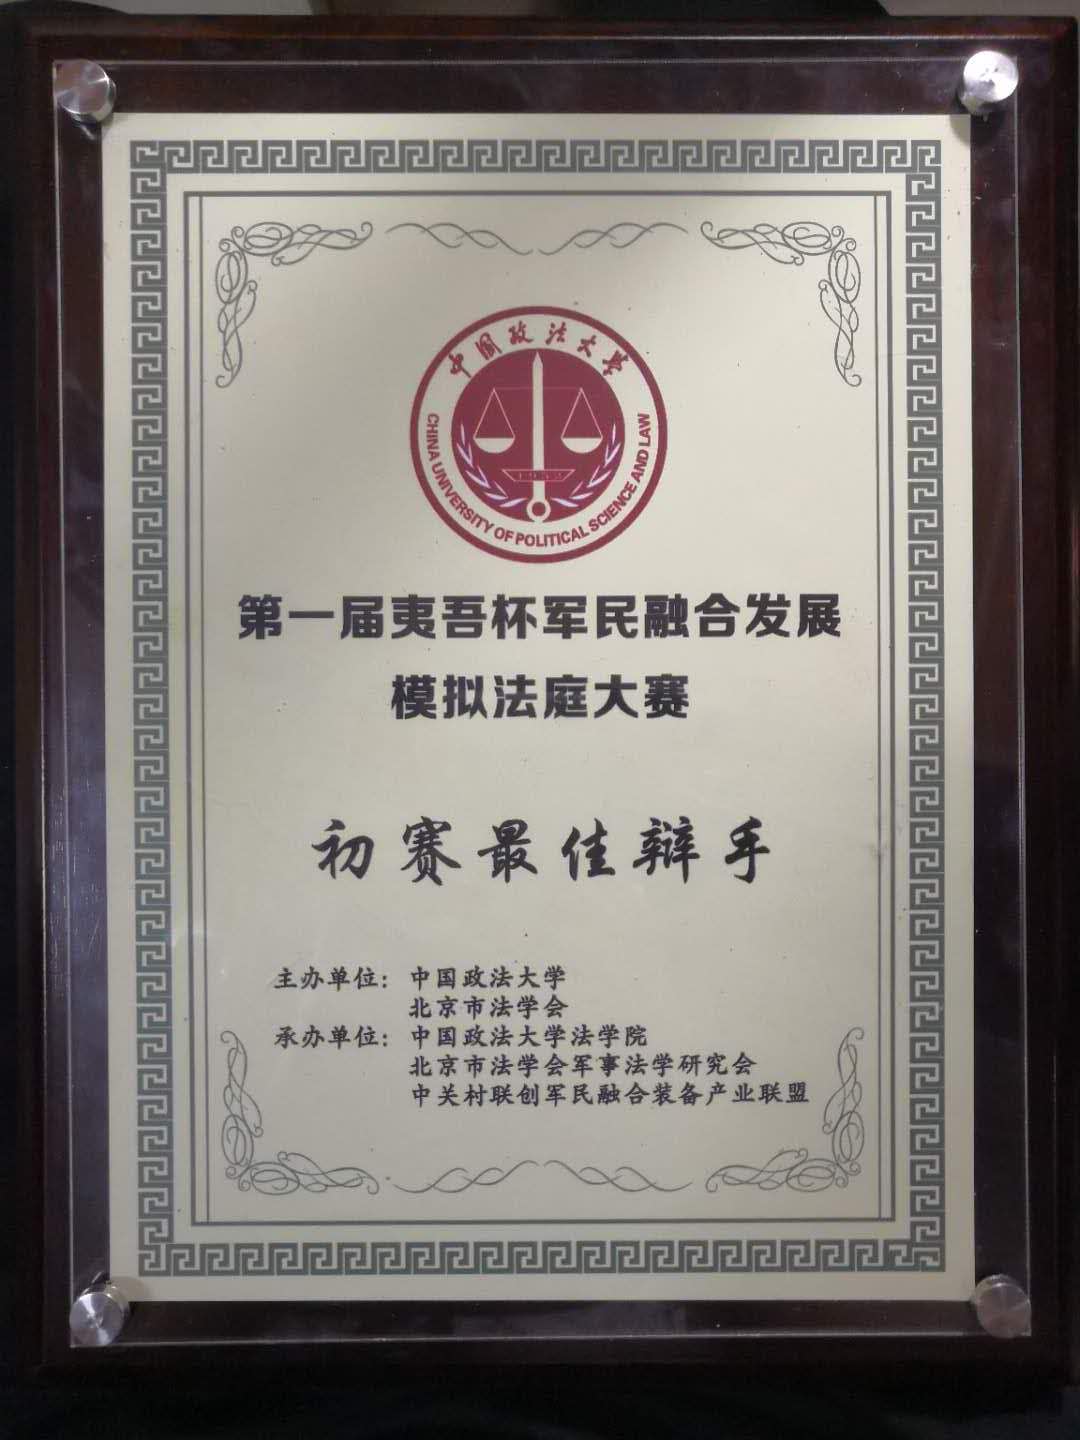 中国政法大学
CHINA UNIVERSITY OF POLITICAL SCIENCE AND LAW
第一届夷吾杯军民融合发展
模拟法庭大赛
初赛最佳辩手
主办单位：中国政法大学
北京市法学会
承办单位：中国政法大学法学院
北京市法学会军事法学研究会
中关村联创军民融合装备产业联盟